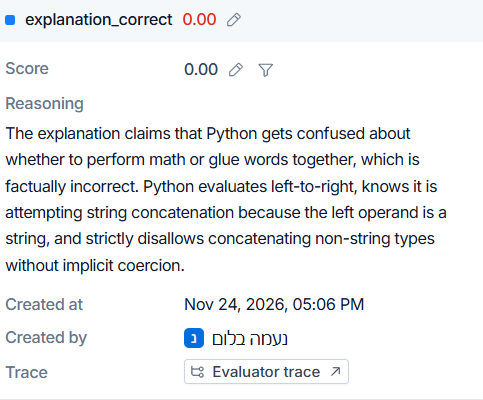 explanation_correct 0.00
Score 0.00
Reasoning
The explanation claims that Python gets confused about
whether to perform math or glue words together, which is
factually incorrect. Python evaluates left-to-right, knows it is
attempting string concatenation because the left operand is a
string, and strictly disallows concatenating non-string types
without implicit coercion.
Created at Nov 24, 2026, 05:06 PM
Created by נ נעמה בלום
Trace Evaluator trace